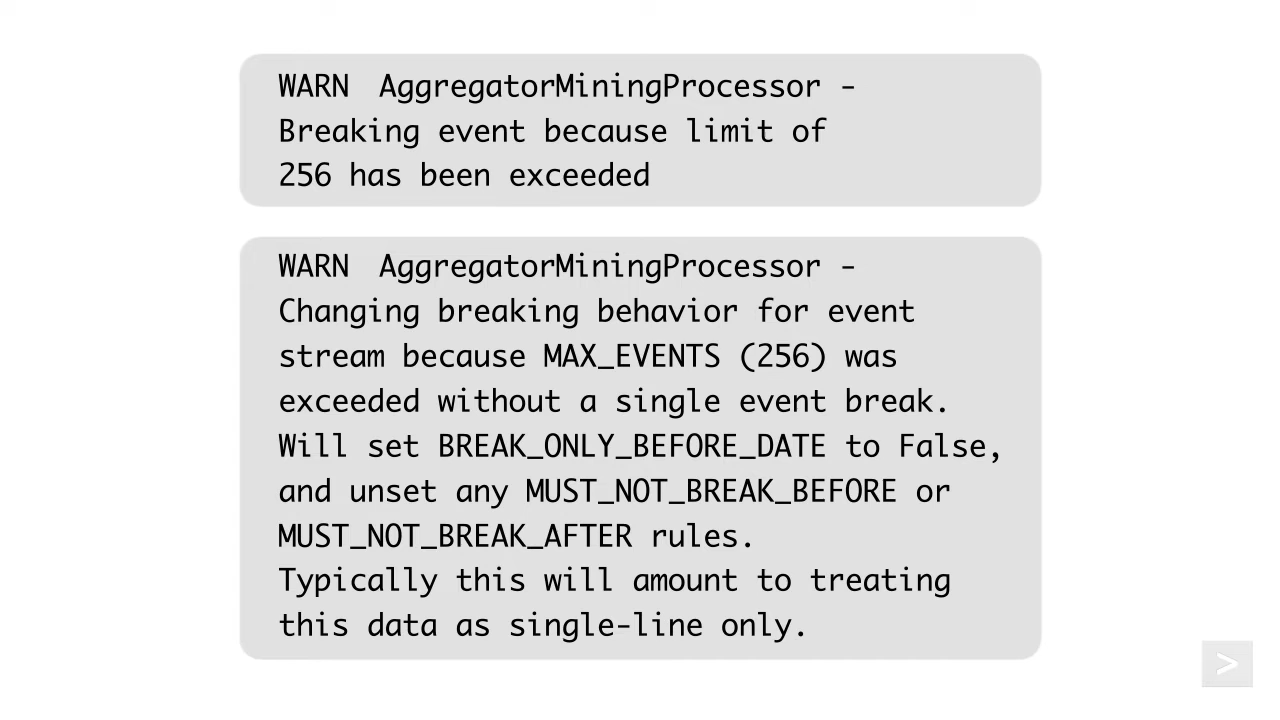 WARN AggregatorMiningProcessor -
Breaking event because limit of
256 has been exceeded
WARN AggregatorMiningProcessor -
Changing breaking behavior for event
stream because MAX_EVENTS (256) was
exceeded without a single event break.
Will set BREAK_ONLY_BEFORE_DATE to False,
and unset any MUST_NOT_BREAK_BEFORE or
MUST_NOT_BREAK_AFTER rules.
Typically this will amount to treating
this data as single-line only.
>